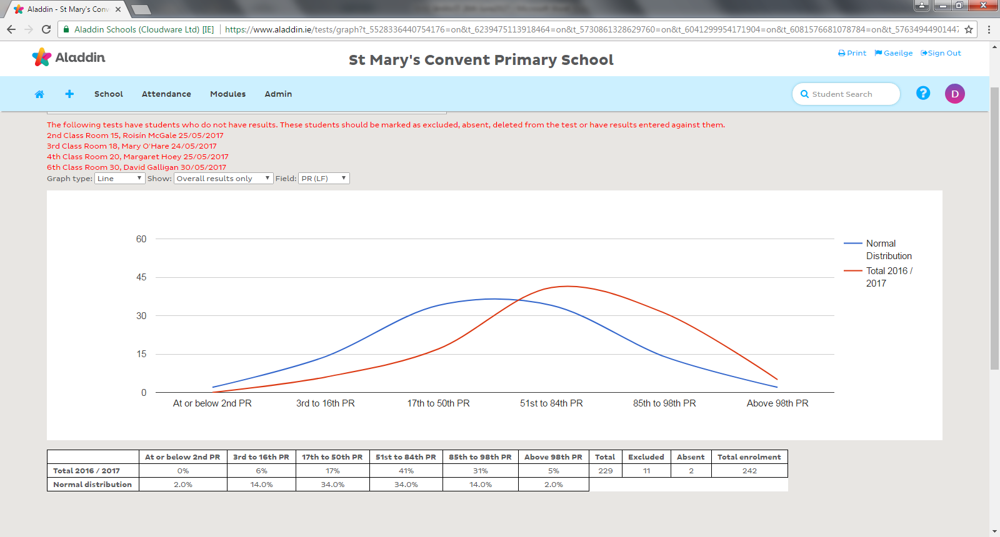 Aladdin - St Mary's Conv
Aladdin Schools (Cloudware Ltd) [IE] https://www.aladdin.ie/tests/graph?t_5528336440754176=on&t_6239475113918464=on&t_5730861328629760=on&t_6041299954171904=on&t_6081576681078784=on&t_57634944901447
Aladdin
St Mary's Convent Primary School
Print Gaeilge Sign Out
School Attendance Modules Admin
Student Search ? D
The following tests have students who do not have results. These students should be marked as excluded, absent, deleted from the test or have results entered against them.
2nd Class Room 15, Roisín McGale 25/05/2017
3rd Class Room 18, Mary O'Hare 24/05/2017
4th Class Room 20, Margaret Hoey 25/05/2017
6th Class Room 30, David Galligan 30/05/2017
Graph type: Line Show: Overall results only Field: PR (LF)
60
45
30
15
0
Normal
Distribution
Total 2016 /
2017
At or below 2nd PR 3rd to 16th PR 17th to 50th PR 51st to 84th PR 85th to 98th PR Above 98th PR
At or below 2nd PR 3rd to 16th PR 17th to 50th PR 51st to 84th PR 85th to 98th PR Above 98th PR Total Excluded Absent Total enrolment
Total 2016 / 2017 0% 6% 17% 41% 31% 5% 229 11 2 242
Normal distribution 2.0% 14.0% 34.0% 34.0% 14.0% 2.0%